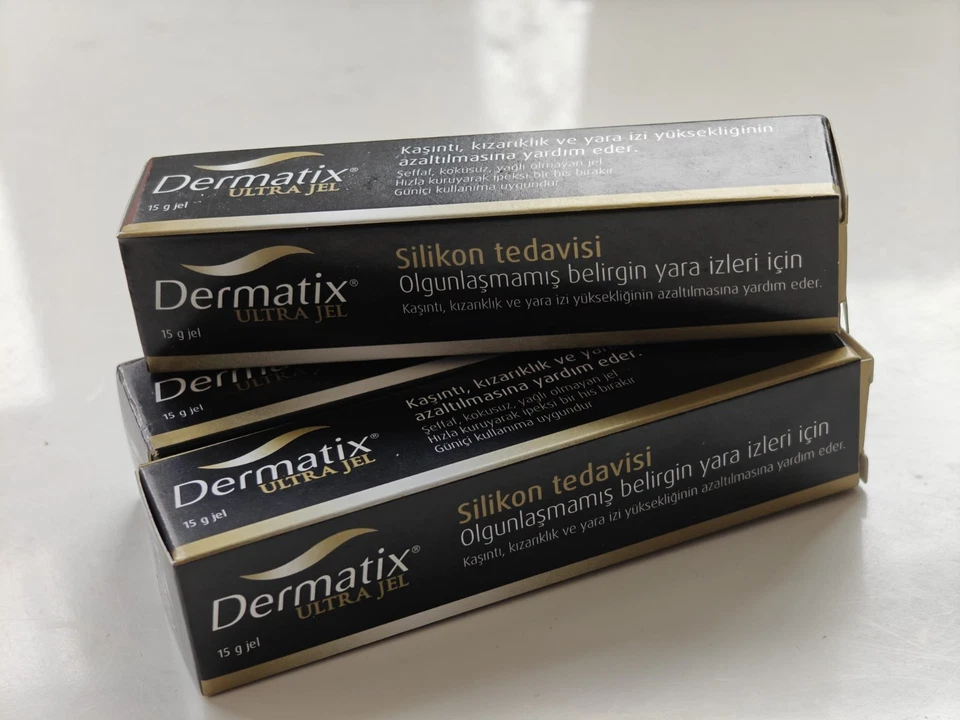 Dermatix®
ULTRA JEL
15 g jel
Kaşıntı, kızarıklık ve yara izi yüksekliğinin
azaltılmasına yardım eder.
Şeffaf, kokusuz, yağlı olmayan jel
Hızla kuruyarak ipeksi bir his bırakır
Güniçi kullanıma uygundur
Dermatix®
ULTRA JEL
15 g jel
Silikon tedavisi
Olgunlaşmamış belirgin yara izleri için
Kaşıntı, kızarıklık ve yara izi yüksekliğinin azaltılmasına yardım eder.
15 g jel
Dermatix®
ULTRA JEL
15 g jel
Kaşıntı, kızarıklık ve
azaltılmasına yardım eder.
Şeffaf, kokusuz, yağlı olmayan jel
Hızla kuruyarak ipeksi bir his bırakır
Güniçi kullanıma uygundur
Dermatix®
ULTRA JEL
15 g jel
Silikon tedavisi
Olgunlaşmamış belirgin yara izleri için
Kaşıntı, kızarıklık ve yara izi yüksekliğinin azaltılmasına yardım eder.